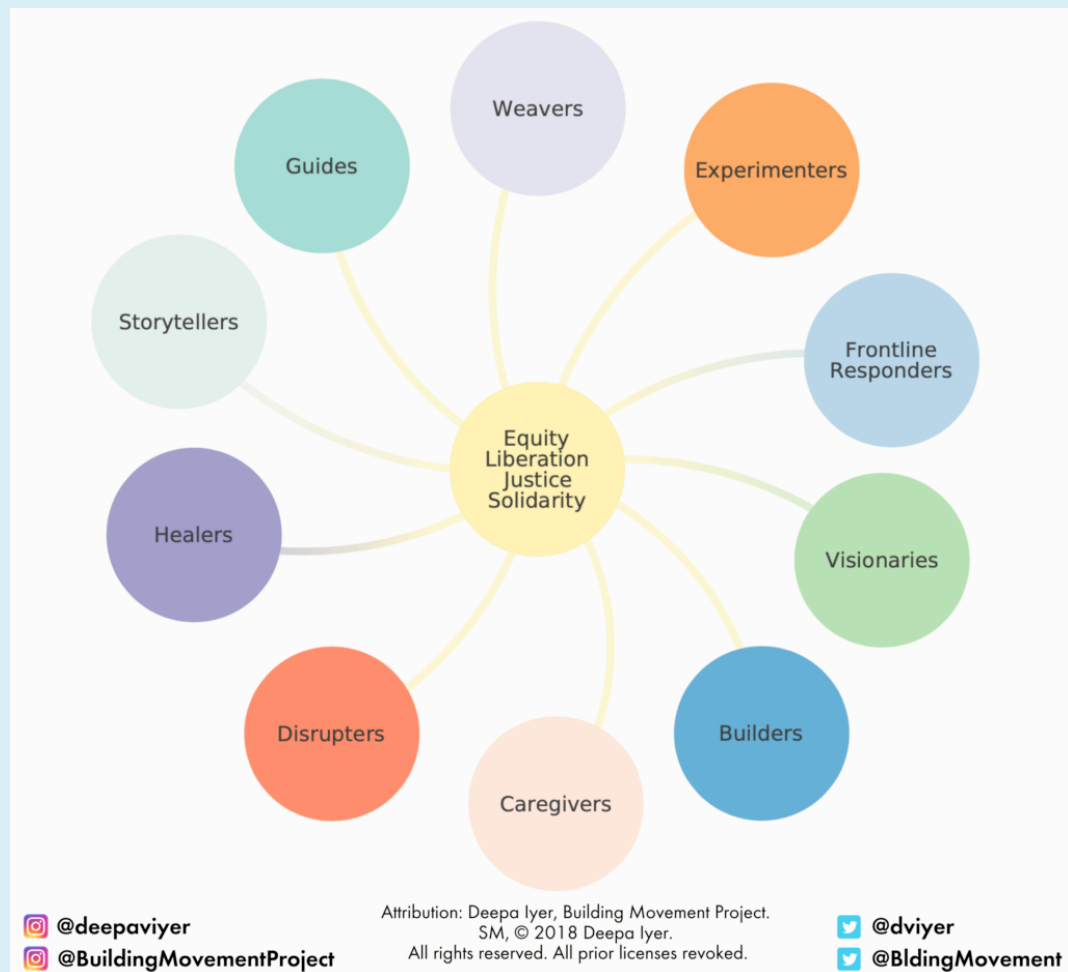 Weavers
Experimenters
Guides
Storytellers
Frontline
Responders
Equity
Liberation
Justice
Solidarity
Healers
Visionaries
Disrupters
Builders
Caregivers
@deepaviyer
@BuildingMovementProject
Attribution: Deepa Iyer, Building Movement Project.
SM, © 2018 Deepa Iyer.
All rights reserved. All prior licenses revoked.
@dviyer
@BldingMovement